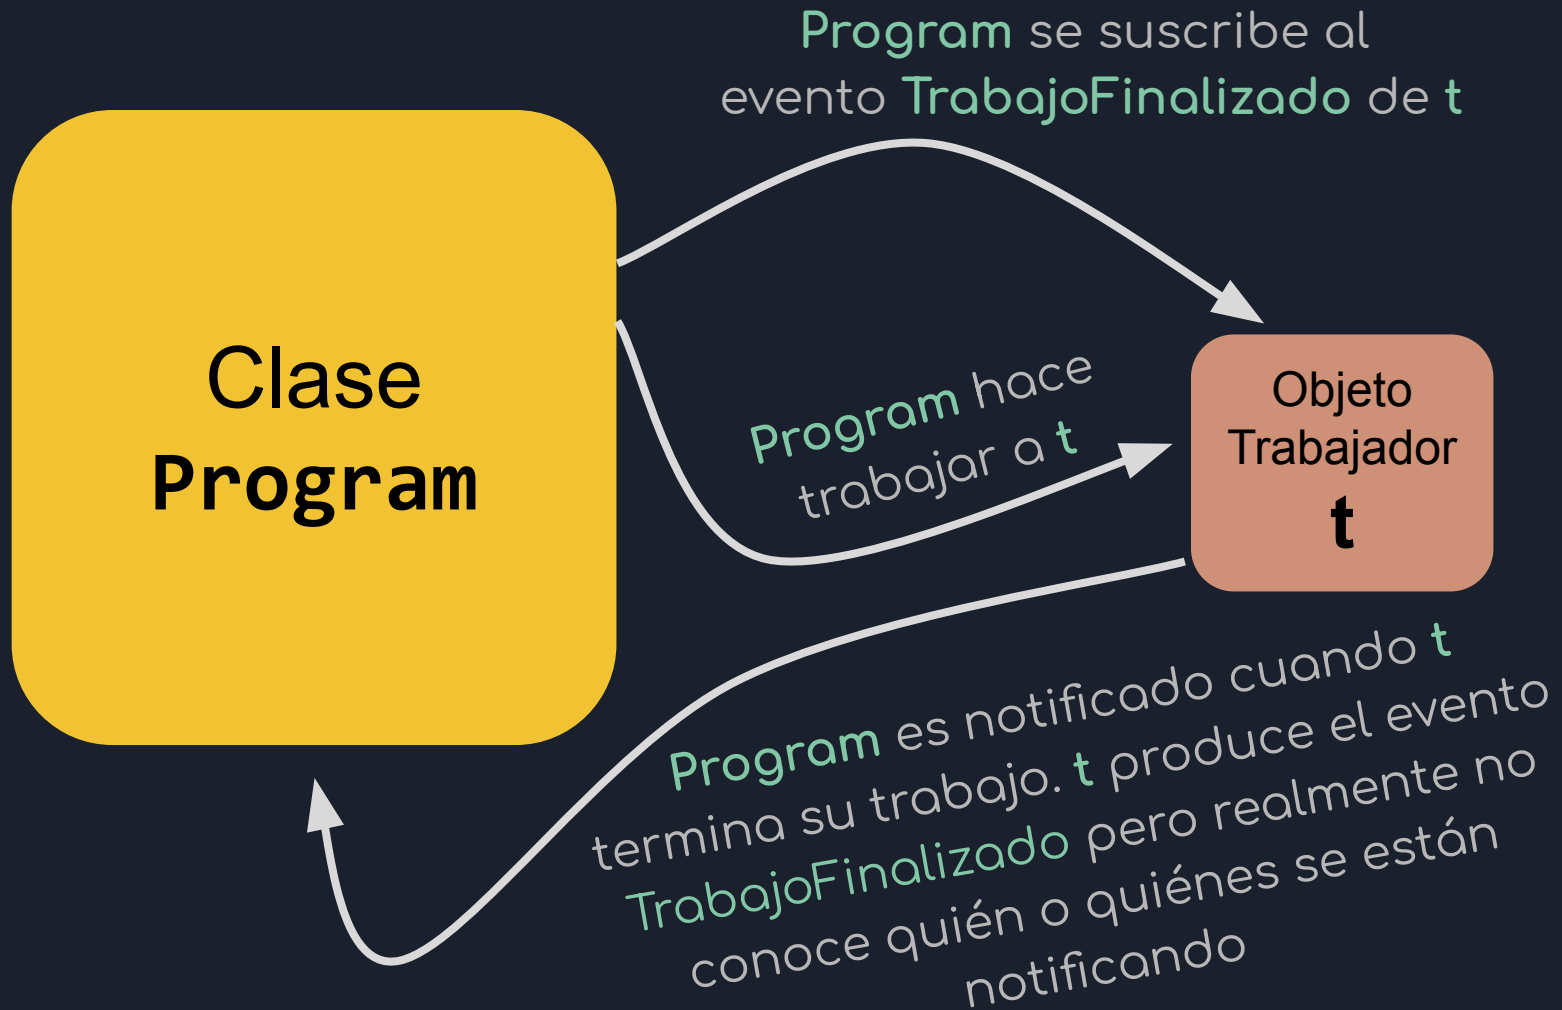 Program se suscribe al
evento TrabajoFinalizado de t
Clase
Program
Program hace
trabajar a t
Objeto
Trabajador
t
Program es notificado cuando t
termina su trabajo. t produce el evento
TrabajoFinalizado pero realmente no
conoce quién o quiénes se están
notificando